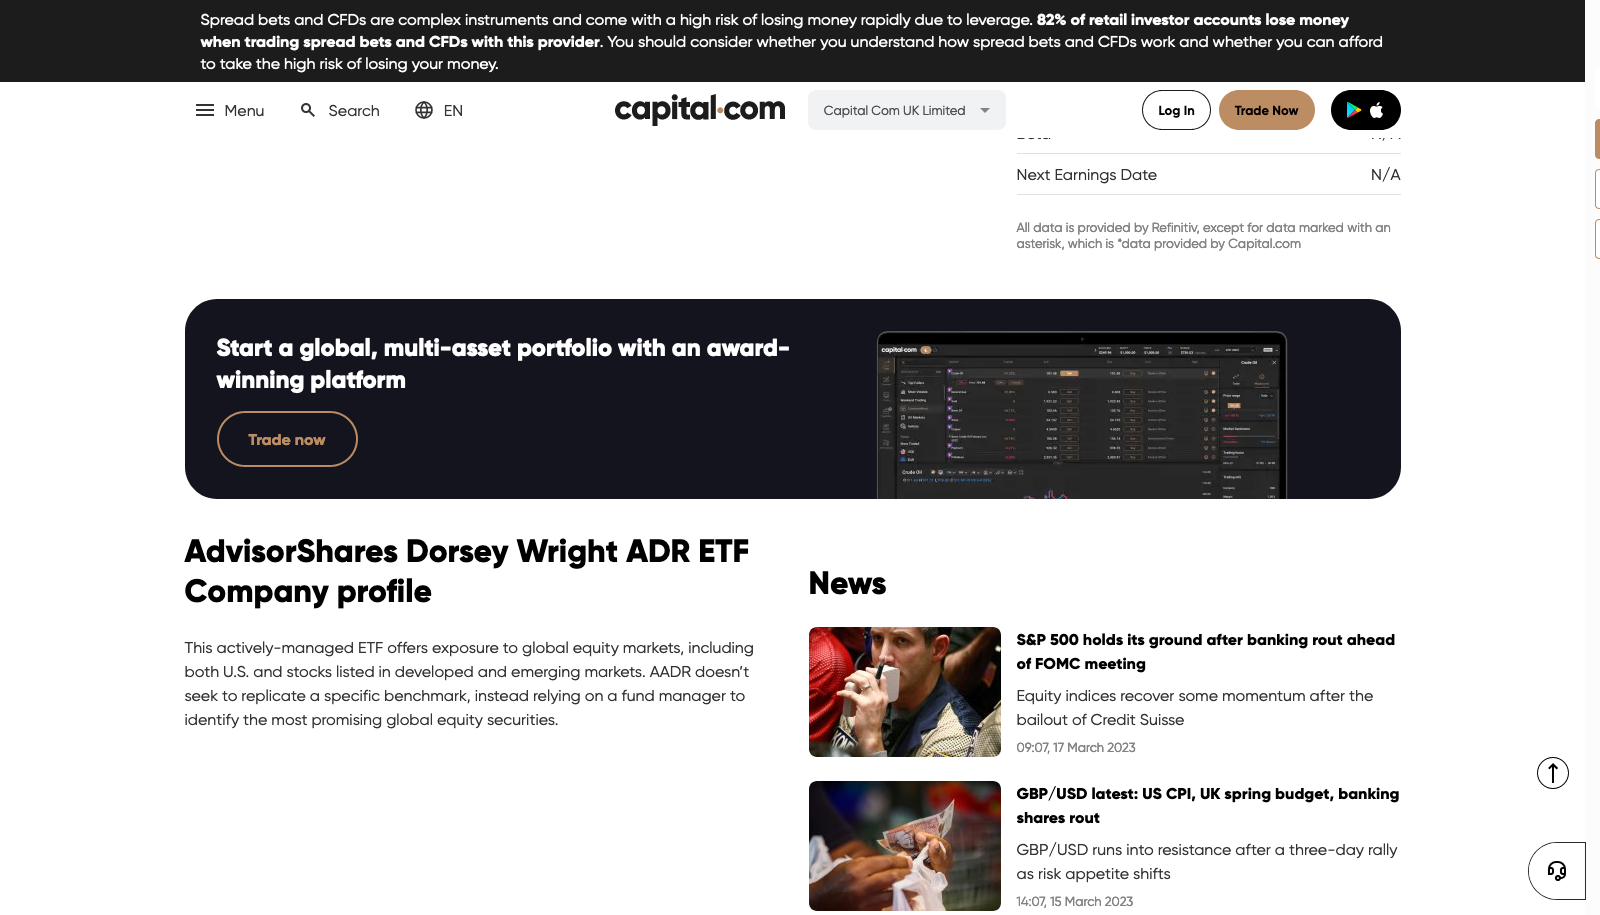 Spread bets and CFDs are complex instruments and come with a high risk of losing money rapidly due to leverage. 82% of retail investor accounts lose money
when trading spread bets and CFDs with this provider. You should consider whether you understand how spread bets and CFDs work and whether you can afford
to take the high risk of losing your money.
Menu
Search
EN
capital.com
Capital Com UK Limited
Log In
Trade Now
Next Earnings Date
N/A
All data is provided by Refinitiv, except for data marked with an
asterisk, which is *data provided by Capital.com
Start a global, multi-asset portfolio with an award-
winning platform
Trade now
capital.com
Crude Oil
AdvisorShares Dorsey Wright ADR ETF
Company profile
This actively-managed ETF offers exposure to global equity markets, including
both U.S. and stocks listed in developed and emerging markets. AADR doesn't
seek to replicate a specific benchmark, instead relying on a fund manager to
identify the most promising global equity securities.
News
S&P 500 holds its ground after banking rout ahead
of FOMC meeting
Equity indices recover some momentum after the
bailout of Credit Suisse
09:07, 17 March 2023
GBP/USD latest: US CPI, UK spring budget, banking
shares rout
GBP/USD runs into resistance after a three-day rally
as risk appetite shifts
14:07, 15 March 2023